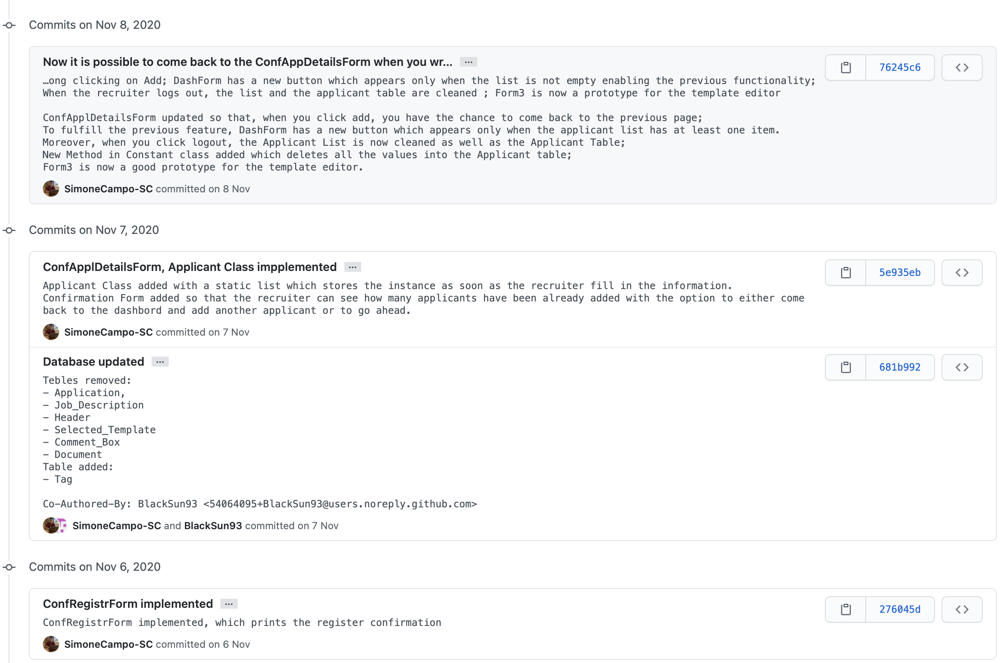 Commits on Nov 8, 2020
Now it is possible to come back to the ConfAppDetailsForm when you wr... …
76245c6
…ong clicking on Add; DashForm has a new button which appears only when the list is not empty enabling the previous functionality;
When the recruiter logs out, the list and the applicant table are cleaned ; Form3 is now a prototype for the template editor
ConfApplDetailsForm updated so that, when you click add, you have the chance to come back to the previous page;
To fulfill the previous feature, DashForm has a new button which appears only when the applicant list has at least one item.
Moreover, when you click logout, the Applicant List is now cleaned as well as the Applicant Table;
New Method in Constant class added which deletes all the values into the Applicant table;
Form3 is now a good prototype for the template editor.
SimoneCampo-SC committed on 8 Nov
Commits on Nov 7, 2020
ConfApplDetailsForm, Applicant Class impplemented …
5e935eb
Applicant Class added with a static list which stores the instance as soon as the recruiter fill in the information.
Confirmation Form added so that the recruiter can see how many applicants have been already added with the option to either come
back to the dashbord and add another applicant or to go ahead.
SimoneCampo-SC committed on 7 Nov
Database updated …
681b992
Tebles removed:
- Application,
- Job_Description
- Header
- Selected_Template
- Comment_Box
- Document
Table added:
- Tag
Co-Authored-By: BlackSun93 <54064095+BlackSun93@users.noreply.github.com>
SimoneCampo-SC and BlackSun93 committed on 7 Nov
Commits on Nov 6, 2020
ConfRegistrForm implemented …
276045d
ConfRegistrForm implemented, which prints the register confirmation
SimoneCampo-SC committed on 6 Nov